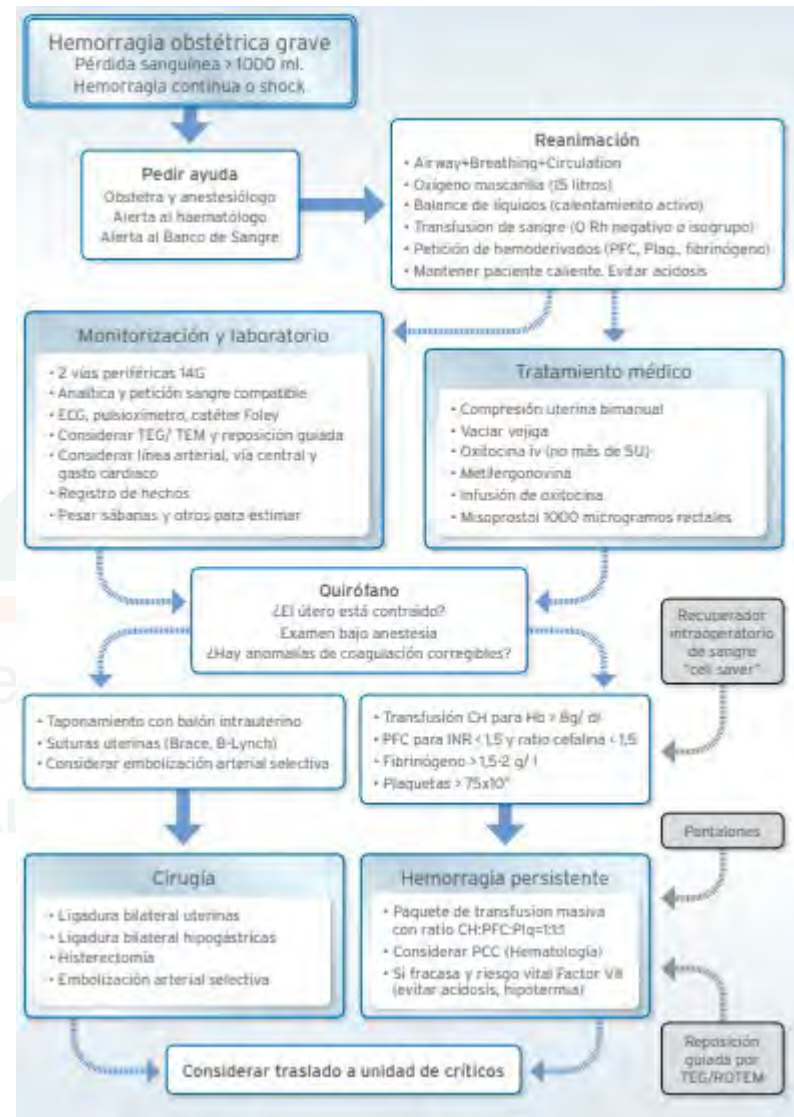 Hemorragia obstétrica grave
Pérdida sanguínea > 1000 ml.
Hemorragia continua o shock
Pedir ayuda
Obstetra y anestesiólogo
Alerta al haematólogo
Alerta al Banco de Sangre
Reanimación
• Airway+Breathing+Circulation
• Oxígeno mascarilla (15 litros)
• Balance de líquidos (calentamiento activo)
• Transfusión de sangre (O Rh negativo o isogrupo)
• Petición de hemoderivados (PFC, Plaq., fibrinógeno)
• Mantener paciente caliente. Evitar acidosis
Monitorización y laboratorio
• 2 vías periféricas 14G
• Analítica y petición sangre compatible
• ECG, pulsioxímetro, catéter Foley
• Considerar TEG/ TEM y reposición guiada
• Considerar línea arterial, vía central y
gasto cardiaco
• Registro de hechos
• Pesar sábanas y otros para estimar
Tratamiento médico
• Compresión uterina bimanual
• Vaciar vejiga
• Oxitocina iv (no más de 5U)
• Metilergonovina
• Infusión de oxitocina
• Misoprostol 1000 microgramos rectales
Quirófano
¿El útero está contraido?
Examen bajo anestesia
¿Hay anomalías de coagulación corregibles?
Recuperador
intraoperatorio
de sangre
"cell saver"
• Taponamiento con balón intrauterino
• Suturas uterinas (Brace, B-Lynch)
• Considerar embolización arterial selectiva
• Transfusión CH para Hb > 8g/ dl
• PFC para INR < 1,5 y ratio cefalina < 1,5
• Fibrinógeno > 1,5-2 g/ l
• Plaquetas > 75x10⁹
Pantalones
Cirugía
• Ligadura bilateral uterinas
• Ligadura bilateral hipogástricas
• Histerectomía
• Embolización arterial selectiva
Hemorragia persistente
• Paquete de transfusion masiva
con ratio CH:PFC:Plq=1:1:1
• Considerar PCC (Hematología)
• Si fracasa y riesgo vital Factor VII
(evitar acidosis, hipotermia)
Reposición
guiada por
TEG/ROTEM
Considerar traslado a unidad de críticos